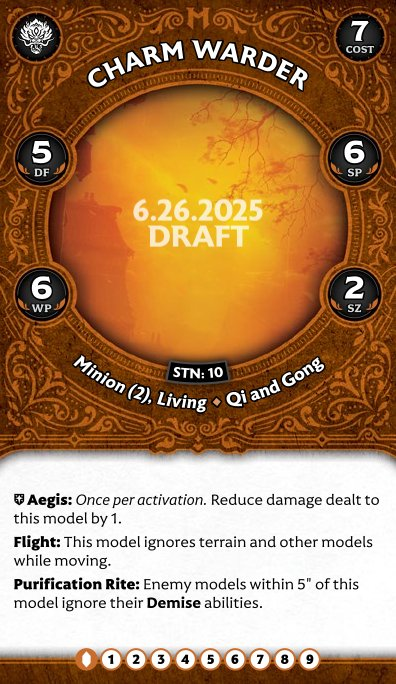 M
7
COST
CHARM WARDER
5
DF
6
SP
6.26.2025
DRAFT
6
WP
2
SZ
STN: 10
Minion (2), Living ◆ Qi and Gong
Aegis: Once per activation. Reduce damage dealt to
this model by 1.
Flight: This model ignores terrain and other models
while moving.
Purification Rite: Enemy models within 5" of this
model ignore their Demise abilities.
1 2 3 4 5 6 7 8 9